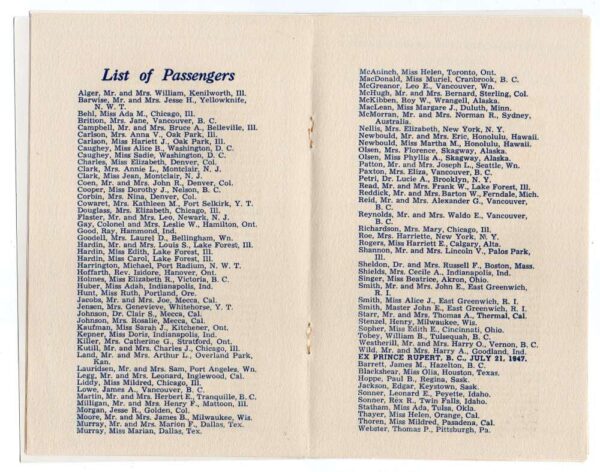 List of Passengers
Alger, Mr. and Mrs. William, Kenilworth, Ill.
Barwise, Mr. and Mrs. Jesse H., Yellowknife,
N. W. T.
Behl, Miss Ada M., Chicago, Ill.
Britton, Mrs. Jane, Vancouver, B. C.
Campbell, Mr. and Mrs. Bruce A., Belleville, Ill.
Carlson, Mrs. Anna V., Oak Park, Ill.
Carlson, Miss Hariett J., Oak Park, Ill.
Caughey, Miss Alice B., Washington, D. C.
Caughey, Miss Sadie, Washington, D. C.
Charles, Miss Elizabeth, Denver, Col.
Clark, Mrs. Annie L., Montclair, N. J.
Clark, Miss Jean, Montclair, N. J.
Coen, Mr. and Mrs. John R., Denver, Col.
Cooper, Miss Dorothy J., Nelson, B. C.
Corbin, Mrs. Nina, Denver, Col.
Cowaret, Mrs. Kathews M., Fort Selkirk, Y. T.
Douglass, Mrs. Elizabeth, Chicago, Ill.
Flaster, Mr. and Mrs. Leo, Newark, N. J.
Gay, Colonel and Mrs. Leslie W., Hamilton, Ont.
Good, Ray, Hammond, Ind.
Goodell, Mrs. Laurel D., Bellingham, Wn.
Hardin, Mr. and Mrs. Louis S., Lake Forest, Ill.
Hardin, Miss Edith, Lake Forest, Ill.
Hardin, Miss Carol, Lake Forest, Ill.
Harrington, Michael, Port Radium, N. W. T.
Hoffarth, Rev. Isidore, Hanover, Ont.
Holmes, Miss Elizabeth R., Victoria, B. C.
Huber, Miss Adah, Indianapolis, Ind.
Hunt, Miss Ruth, Portland, Ore.
Jacobs, Mr. and Mrs. Joe, Mecca, Cal.
Jensen, Mrs. Genevieve, Whitehorse, Y. T.
Johnson, Dr. Clair S., Mecca, Cal.
Johnson, Mrs. Rosalie, Mecca, Cal.
Kaufman, Miss Sarah J., Kitchener, Ont.
Kepner, Miss Doris, Indianapolis, Ind.
Killer, Mrs. Catherine G., Stratford, Ont.
Kutill, Mr. and Mrs. Charles J., Chicago, Ill.
Land, Mr. and Mrs. Arthur L., Overland Park,
Kan.
Lauridsen, Mr. and Mrs. Sam, Port Angeles, Wn.
Legg, Mr. and Mrs. Leonard, Inglewood, Cal.
Liddy, Miss Mildred, Chicago, Ill.
Lowe, James A., Vancouver, B. C.
Martin, Mr. and Mrs. Herbert E., Tranquille, B. C.
Milligan, Mr. and Mrs. Henry F., Mattoon, Ill.
Morgan, Jesse R., Golden, Col.
Moore, Mr. and Mrs. James B., Milwaukee, Wis.
Murray, Mr. and Mrs. Marion F., Dallas, Tex.
Murray, Miss Marian, Dallas, Tex.
McAninch, Miss Helen, Toronto, Ont.
MacDonald, Miss Muriel, Cranbrook, B. C.
McGreanor, Leo E., Vancouver, Wn.
McHugh, Mr. and Mrs. Bernard, Sterling, Col.
McKibben, Roy W., Wrangell, Alaska.
MacLean, Miss Margare J., Duluth, Minn.
McMorran, Mr. and Mrs. Norman R., Sydney,
Australia.
Nellis, Mrs. Elizabeth, New York, N. Y.
Newbould, Mr. and Mrs. Eric, Honolulu, Hawaii.
Newbould, Miss Martha M., Honolulu, Hawaii.
Olsen, Mrs. Florence, Skagway, Alaska.
Olsen, Miss Phyllis A., Skagway, Alaska.
Patton, Mr. and Mrs. Joseph L., Seattle, Wn.
Paxton, Mrs. Eliza, Vancouver, B. C.
Petri, Dr. Lucie A., Brooklyn, N. Y.
Read, Mr. and Mrs. Frank W., Lake Forest, Ill.
Reddick, Mr. and Mrs. Barton W., Ferndale, Mich.
Reid, Mr. and Mrs. Alexander G., Vancouver,
B. C.
Reynolds, Mr. and Mrs. Waldo E., Vancouver,
B. C.
Richardson, Mrs. Mary, Chicago, Ill.
Roe, Mrs. Harriette, New York, N. Y.
Rogers, Miss Harriett E., Calgary, Alta.
Shannon, Mr. and Mrs. Lincoln V., Palos Park,
Ill.
Sheldon, Dr. and Mrs. Russell F., Boston, Mass.
Shields, Mrs. Cecile A., Indianapolis, Ind.
Singer, Miss Beatrice, Akron, Ohio.
Smith, Mr. and Mrs. John E., East Greenwich,
R. I.
Smith, Miss Alice J., East Greenwich, R. I.
Smith, Master John E., East Greenwich, R. I.
Starr, Mr. and Mrs. Thomas A., Thermal, Cal.
Stenzel, Henry, Milwaukee, Wis.
Sopher, Miss Edith E., Cincinnati, Ohio.
Tobey, William B., Tulsequah, B. C.
Weatherill, Mr. and Mrs. Harry O., Vernon, B. C.
Wild, Mr. and Mrs. Harry A., Goodland, Ind.
EX PRINCE RUPERT, B. C., JULY 21, 1947.
Barrett, James M., Hazelton, B. C.
Blackshear, Miss Olia, Houston, Texas.
Hoppe, Paul B., Regina, Sask.
Jackson, Edgar, Keystown, Sask.
Sonner, Leonard E., Peyette, Idaho.
Sonner, Rex R., Twin Falls, Idaho.
Statham, Miss Ada, Tulsa, Okla.
Thayer, Miss Helen, Orange, Cal.
Thoren, Miss Mildred, Pasadena, Cal.
Webster, Thomas P., Pittsburgh, Pa.